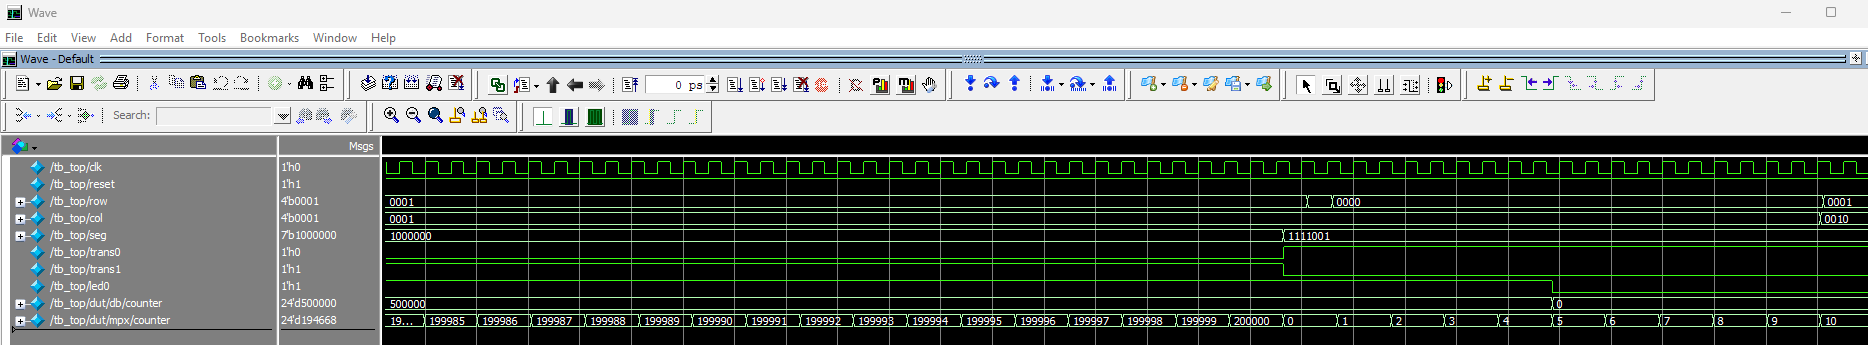 Wave
File Edit View Add Format Tools Bookmarks Window Help
Wave - Default
0 ps
Search:
Msgs
/tb_top/clk 1'h0
/tb_top/reset 1'h1
/tb_top/row 4'b0001 0001 0000 0001
/tb_top/col 4'b0001 0001 0010
/tb_top/seg 7'b1000000 1000000 1111001
/tb_top/trans0 1'h0
/tb_top/trans1 1'h1
/tb_top/led0 1'h1
/tb_top/dut/db/counter 24'd500000 500000 0
/tb_top/dut/mpx/counter 24'd194668 19... 199985 199986 199987 199988 199989 199990 199991 199992 199993 199994 199995 199996 199997 199998 199999 200000 0 1 2 3 4 5 6 7 8 9 10